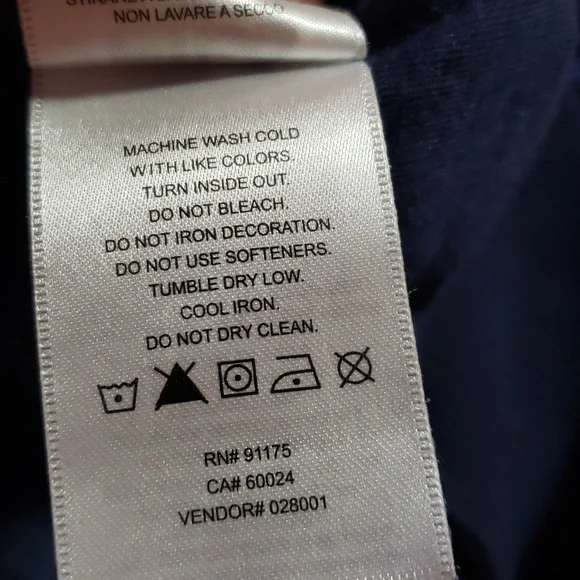 NON LAVARE A SECCO
MACHINE WASH COLD
WITH LIKE COLORS.
TURN INSIDE OUT.
DO NOT BLEACH.
DO NOT IRON DECORATION.
DO NOT USE SOFTENERS.
TUMBLE DRY LOW.
COOL IRON.
DO NOT DRY CLEAN.
RN# 91175
CA# 60024
VENDOR# 028001